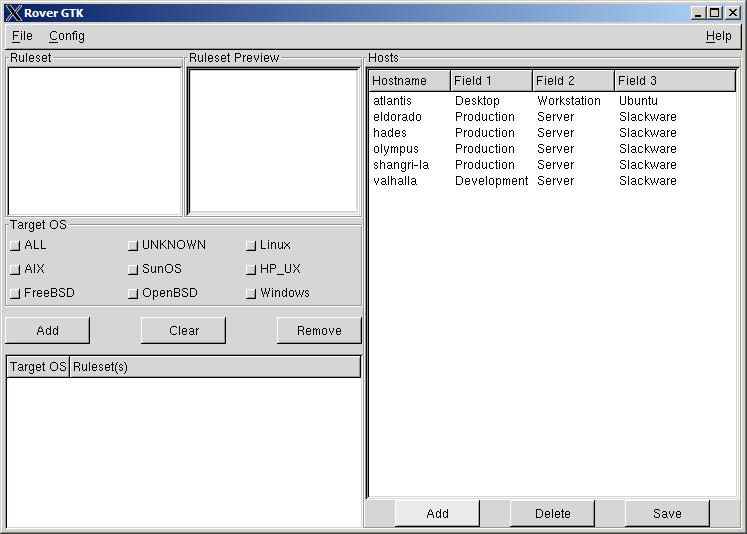 Rover GTK
File Config Help
Ruleset
Ruleset Preview
Target OS
ALL UNKNOWN Linux
AIX SunOS HP_UX
FreeBSD OpenBSD Windows
Add Clear Remove
Target OS Ruleset(s)
Hosts
Hostname Field 1 Field 2 Field 3
atlantis Desktop Workstation Ubuntu
eldorado Production Server Slackware
hades Production Server Slackware
olympus Production Server Slackware
shangri-la Production Server Slackware
valhalla Development Server Slackware
Add Delete Save